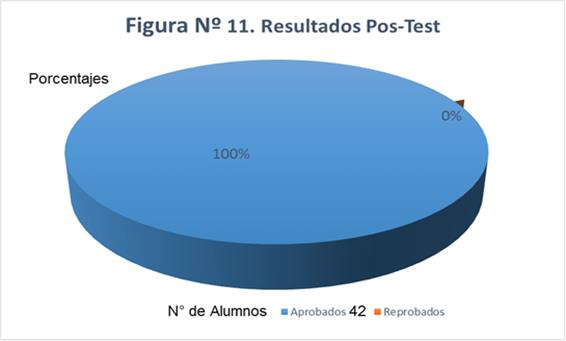 Figura Nº 11. Resultados Pos-Test
Porcentajes
0%
100%
N° de Alumnos Aprobados 42 Reprobados